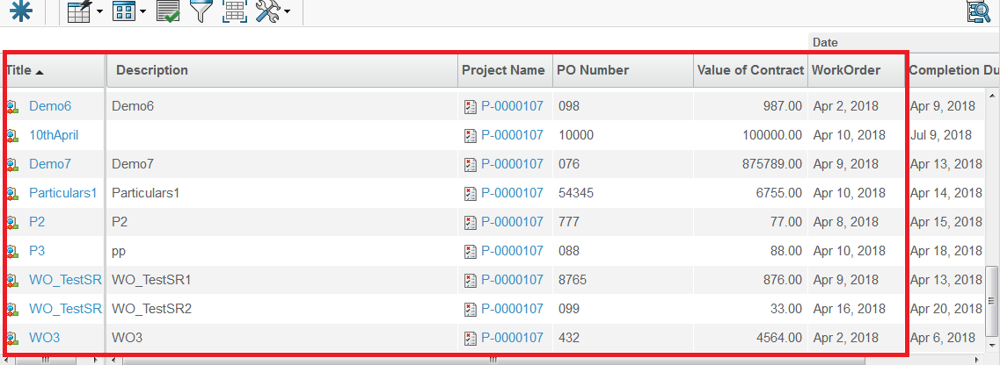 Date
Title Description Project Name PO Number Value of Contract WorkOrder Completion Du
Demo6 Demo6 P-0000107 098 987.00 Apr 2, 2018 Apr 9, 2018
10thApril P-0000107 10000 100000.00 Apr 10, 2018 Jul 9, 2018
Demo7 Demo7 P-0000107 076 875789.00 Apr 9, 2018 Apr 13, 2018
Particulars1 Particulars1 P-0000107 54345 6755.00 Apr 10, 2018 Apr 14, 2018
P2 P2 P-0000107 777 77.00 Apr 8, 2018 Apr 15, 2018
P3 pp P-0000107 088 88.00 Apr 10, 2018 Apr 18, 2018
WO_TestSR WO_TestSR1 P-0000107 8765 876.00 Apr 9, 2018 Apr 13, 2018
WO_TestSR WO_TestSR2 P-0000107 099 33.00 Apr 16, 2018 Apr 20, 2018
WO3 WO3 P-0000107 432 4564.00 Apr 2, 2018 Apr 6, 2018